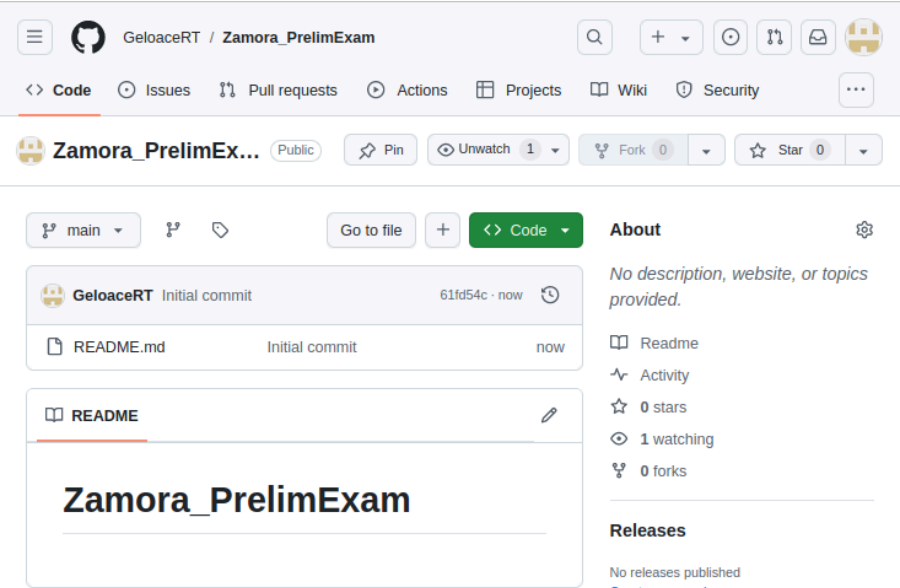 GeloaceRT / Zamora_PrelimExam
Code Issues Pull requests Actions Projects Wiki Security
Zamora_PrelimEx... Public Pin Unwatch 1 Fork 0 Star 0
main Go to file Code
About
No description, website, or topics
provided.
GeloaceRT Initial commit 61fd54c · now
README.md Initial commit now
Readme
Activity
0 stars
1 watching
0 forks
README
Zamora_PrelimExam
Releases
No releases published